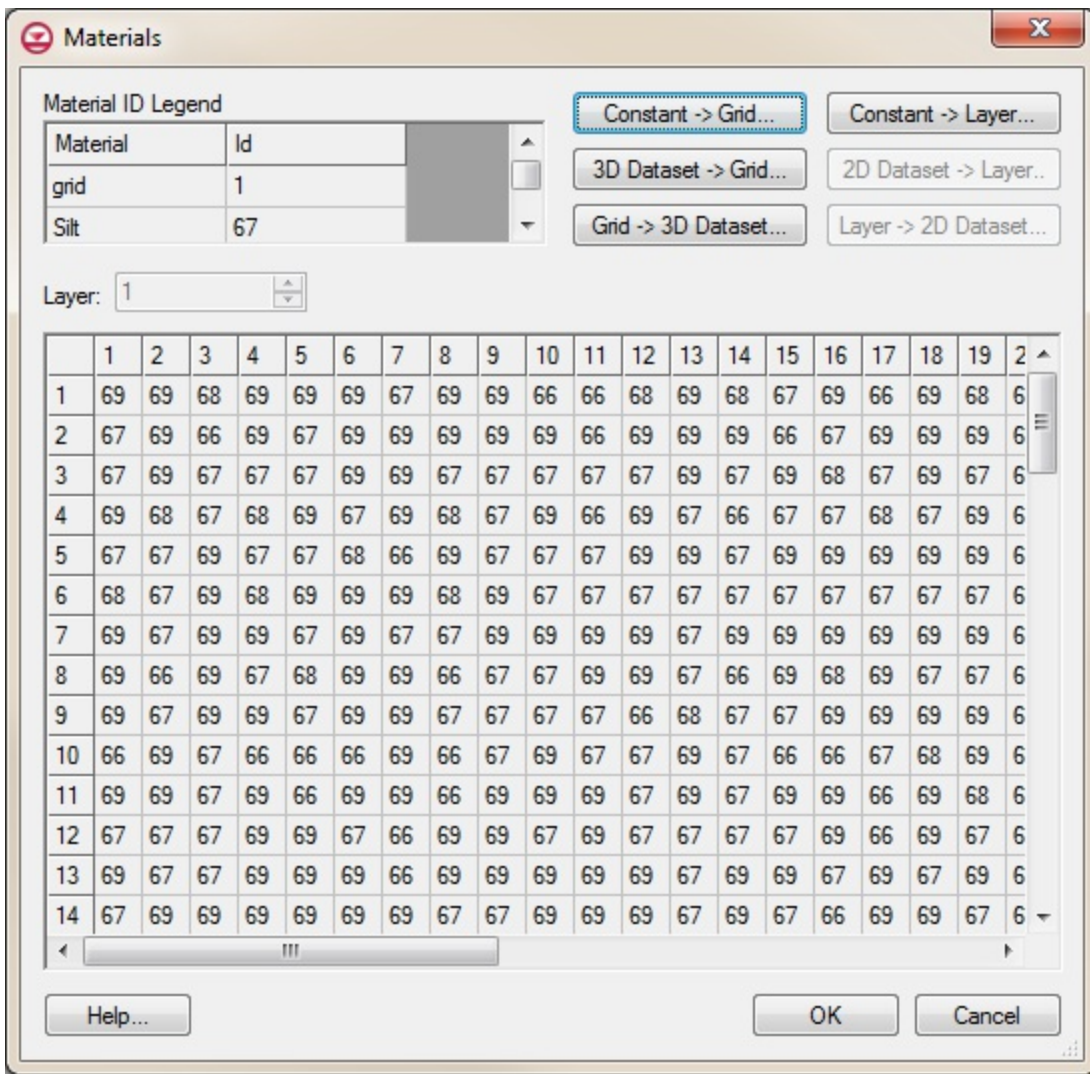 Materials
Material ID Legend
Material Id
grid 1
Silt 67
Constant -> Grid... Constant -> Layer...
3D Dataset -> Grid... 2D Dataset -> Layer..
Grid -> 3D Dataset... Layer -> 2D Dataset...
Layer: 1
1 2 3 4 5 6 7 8 9 10 11 12 13 14 15 16 17 18 19 2
1 69 69 68 69 69 69 67 69 69 66 66 68 69 68 67 69 66 69 68 6
2 67 69 66 69 67 69 69 69 69 69 66 69 69 69 66 67 69 69 69 6
3 67 69 67 67 67 69 69 67 67 67 67 67 69 67 69 68 67 69 67 6
4 69 68 67 68 69 67 69 68 67 69 66 69 67 66 67 67 68 67 69 6
5 67 67 69 67 67 68 66 69 67 67 67 69 69 67 69 69 69 69 69 6
6 68 67 69 68 69 69 69 68 69 67 67 67 67 67 67 67 67 67 67 6
7 69 67 69 69 67 69 67 67 69 69 69 69 67 69 69 69 69 69 69 6
8 69 66 69 67 68 69 69 66 67 67 69 69 67 66 69 68 69 67 67 6
9 69 67 69 69 67 69 69 67 67 67 67 66 68 67 67 69 69 69 69 6
10 66 69 67 66 66 66 69 66 67 69 67 67 69 67 66 66 67 68 69 6
11 69 69 67 69 66 69 69 66 69 69 69 67 69 67 69 69 66 69 68 6
12 67 67 67 69 69 67 66 69 69 67 69 67 67 67 67 69 66 69 67 6
13 69 67 67 69 69 69 66 69 69 69 69 69 67 69 69 67 69 67 69 6
14 67 69 69 69 69 69 69 67 67 69 69 69 67 69 67 66 69 69 67 6
Help... OK Cancel